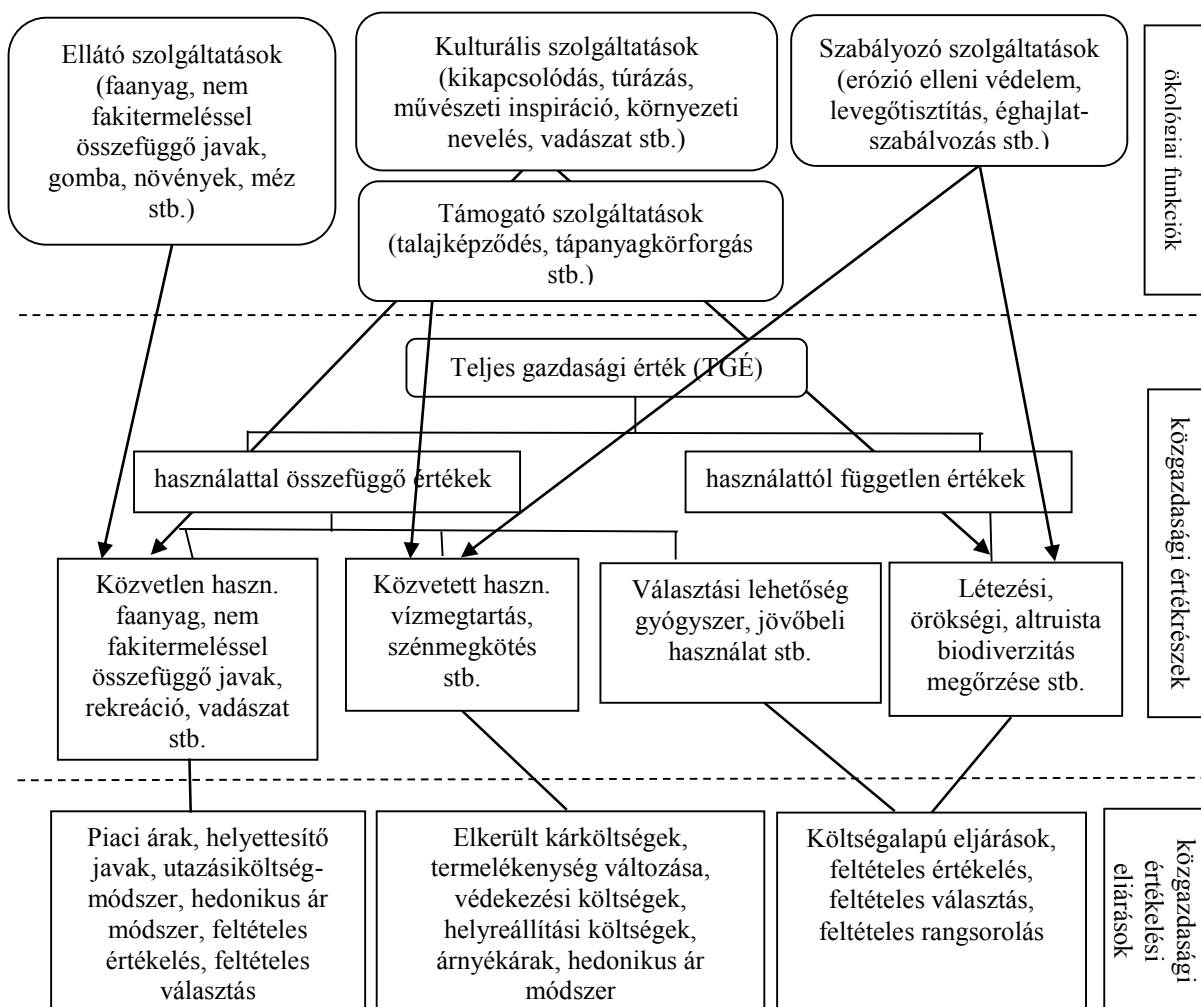 Ellátó szolgáltatások
(faanyag, nem
fakitermeléssel
összefüggő javak,
gomba, növények, méz
stb.)
Kulturális szolgáltatások
(kikapcsolódás, túrázás,
művészeti inspiráció, környezeti
nevelés, vadászat stb.)
Szabályozó szolgáltatások
(erózió elleni védelem,
levegőtisztítás, éghajlat-
szabályozás stb.)
ökológiai funkciók
Támogató szolgáltatások
(talajképződés, tápanyagkörforgás
stb.)
Teljes gazdasági érték (TGÉ)
használattal összefüggő értékek
használattól független értékek
közgazdasági értékrészek
Közvetlen haszn.
faanyag, nem
fakitermeléssel
összefüggő javak,
rekreáció, vadászat
stb.
Közvetett haszn.
vízmegtartás,
szénmegkötés
stb.
Választási lehetőség
gyógyszer, jövőbeli
használat stb.
Létezési,
örökségi, altruista
biodiverzitás
megőrzése stb.
Piaci árak, helyettesítő
javak, utazásiköltség-
módszer, hedonikus ár
módszer, feltételes
értékelés, feltételes
választás
Elkerült kárköltségek,
termelékenység változása,
védekezési költségek,
helyreállítási költségek,
árnyékárak, hedonikus ár
módszer
Költségalapú eljárások,
feltételes értékelés,
feltételes választás,
feltételes rangsorolás
közgazdasági
értékelési
eljárások